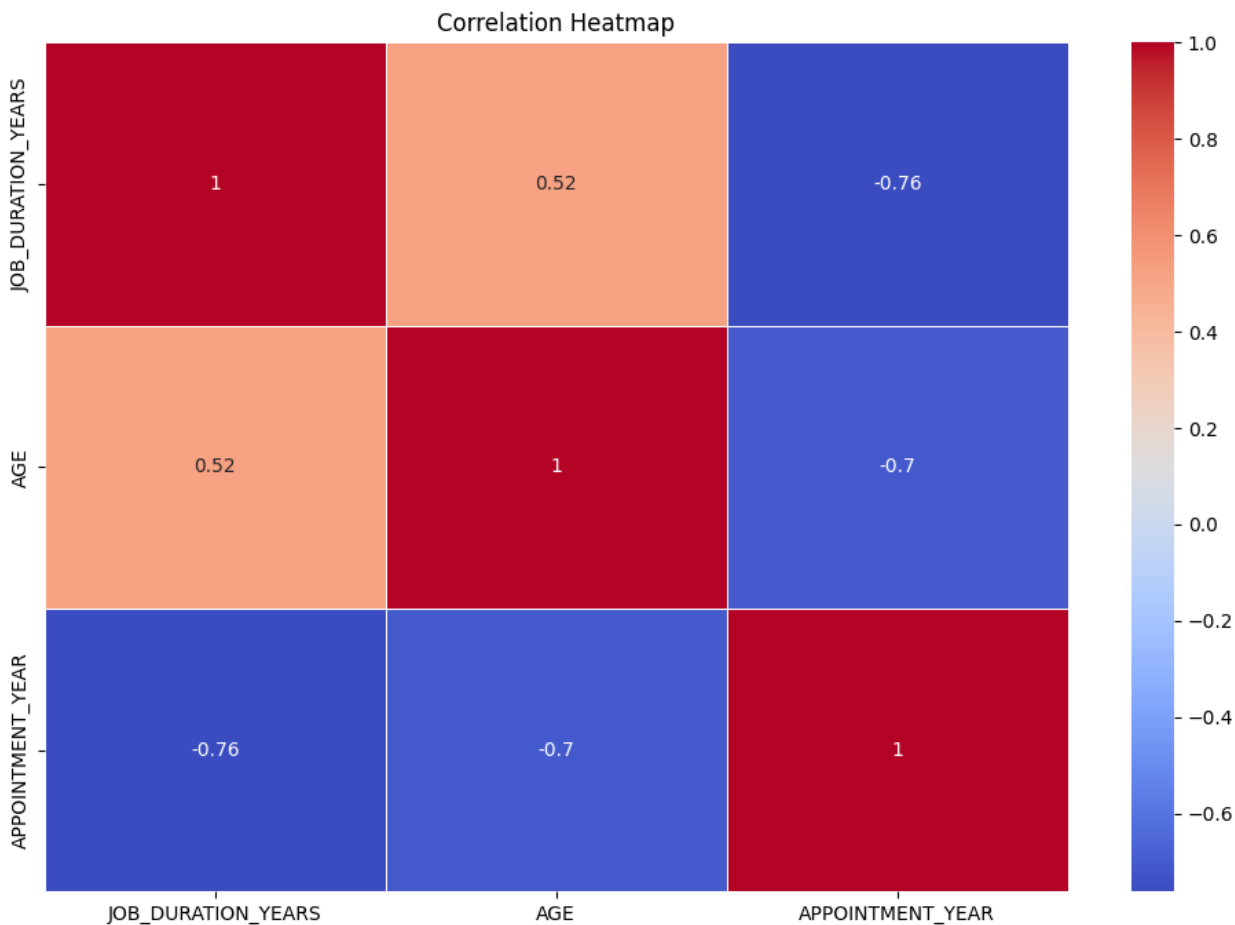 Correlation Heatmap
JOB_DURATION_YEARS
1
0.52
-0.76
AGE
0.52
1
-0.7
APPOINTMENT_YEAR
-0.76
-0.7
1
JOB_DURATION_YEARS
AGE
APPOINTMENT_YEAR
1.0
0.8
0.6
0.4
0.2
0.0
−0.2
−0.4
−0.6